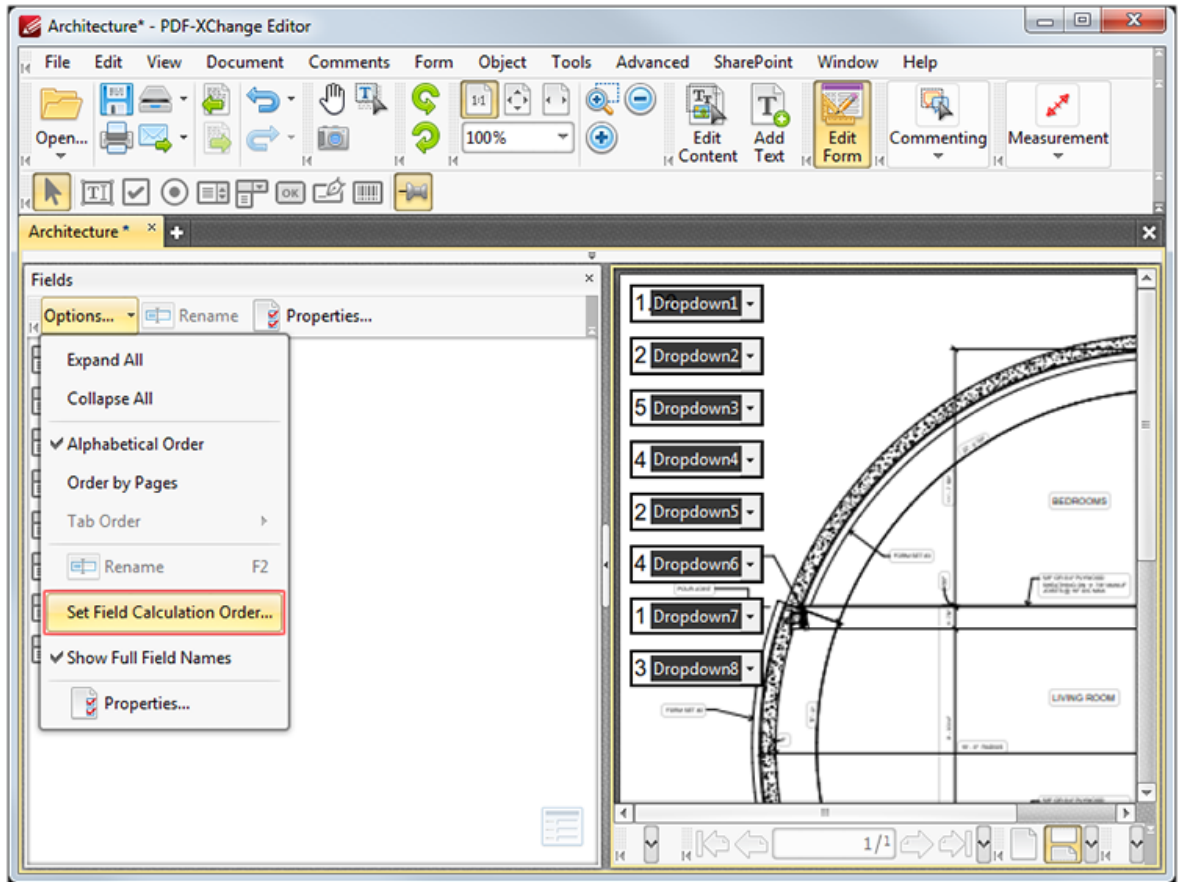 Architecture* - PDF-XChange Editor
File Edit View Document Comments Form Object Tools Advanced SharePoint Window Help
Open...
1:1
100%
Edit Content
Add Text
Edit Form
Commenting
Measurement
OK
Architecture *
Fields
Options... Rename Properties...
Expand All
Collapse All
Alphabetical Order
Order by Pages
Tab Order
Rename F2
Set Field Calculation Order...
Show Full Field Names
Properties...
1. Dropdown1
2 Dropdown2
5 Dropdown3
4 Dropdown4
2 Dropdown5
4 Dropdown6
1 Dropdown7
3 Dropdown8
BEDROOMS
LIVING ROOM
1/1